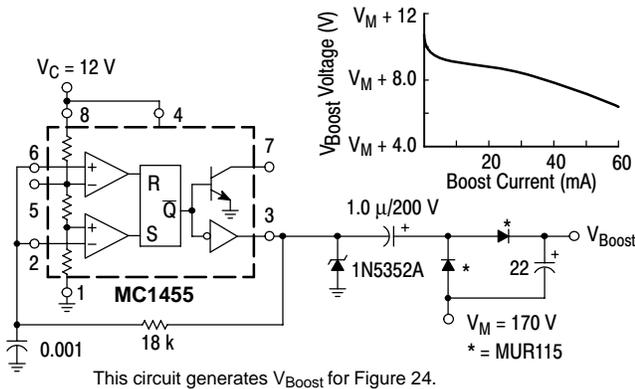 V_C = 12 V
8
4
6
5
2
+
−
+
−
R
S
Q̅
7
3
1
MC1455
0.001
18 k
V_Boost Voltage (V)
V_M + 12
V_M + 8.0
V_M + 4.0
20
40
60
Boost Current (mA)
1.0 μ/200 V
+
*
V_Boost
1N5352A
*
22
+
V_M = 170 V
* = MUR115
This circuit generates V_Boost for Figure 24.